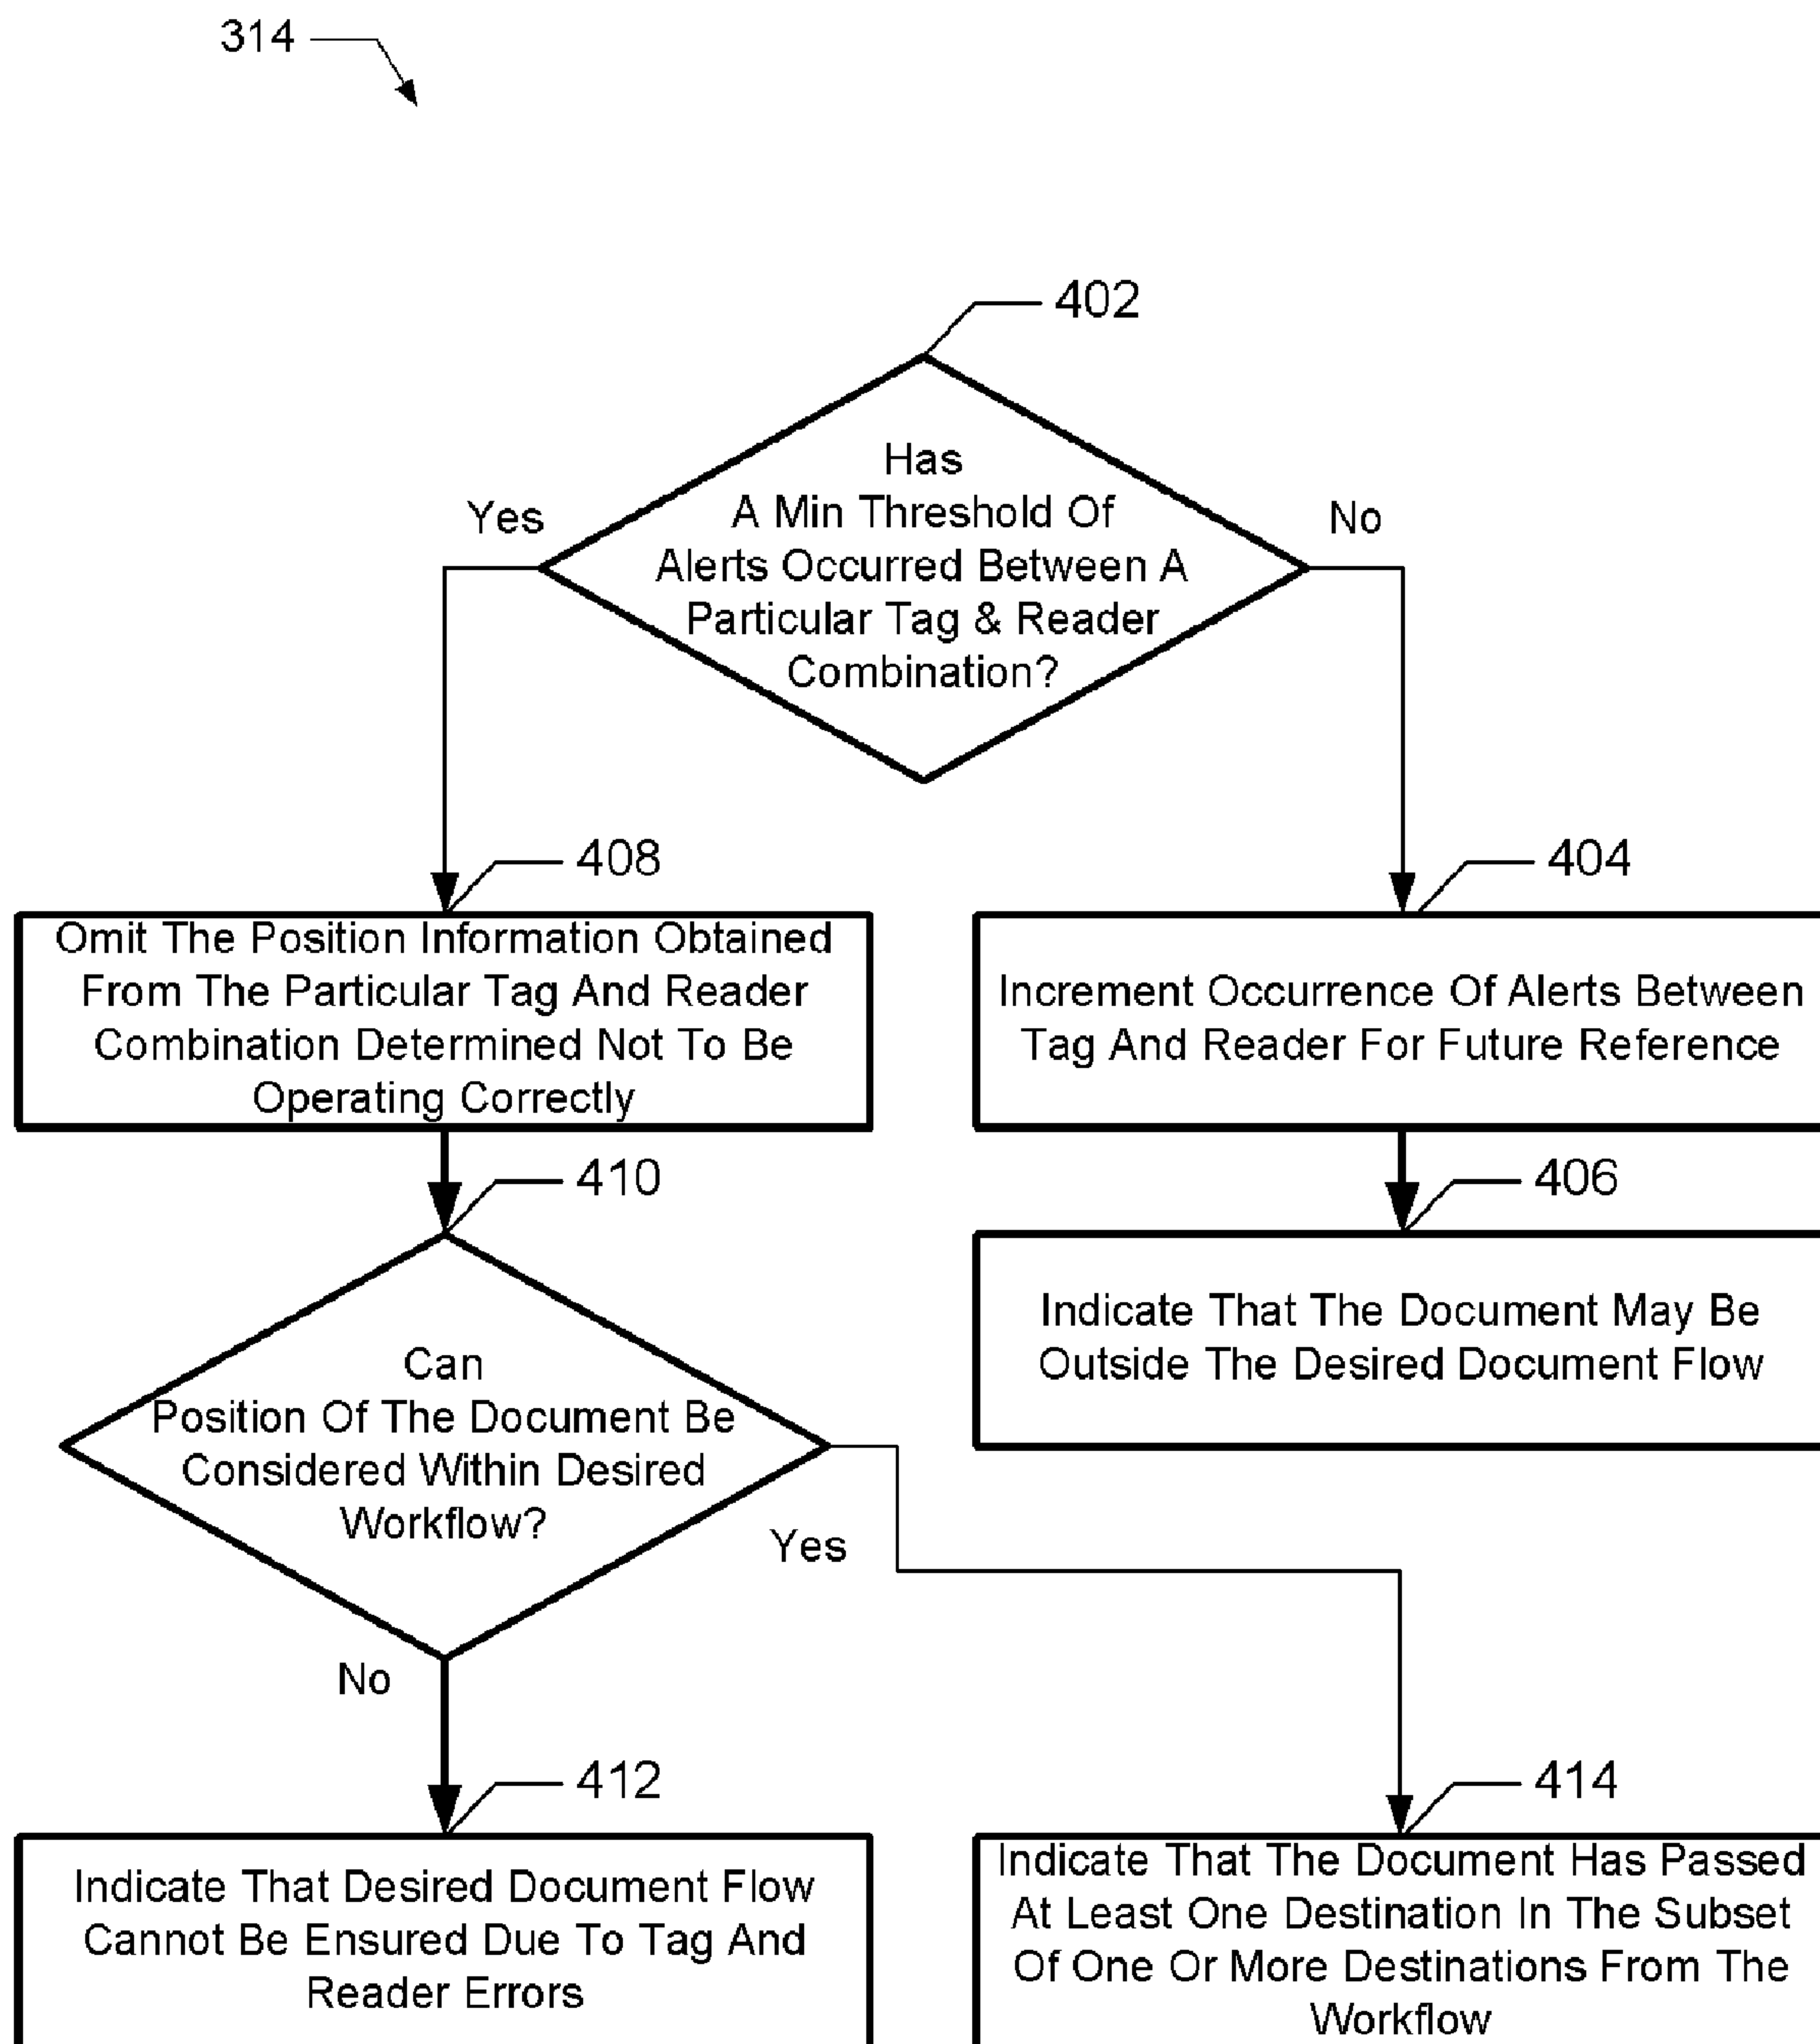 314
402
Has
A Min Threshold Of
Alerts Occurred Between A
Particular Tag & Reader
Combination?
Yes
No
408
Omit The Position Information Obtained
From The Particular Tag And Reader
Combination Determined Not To Be
Operating Correctly
404
Increment Occurrence Of Alerts Between
Tag And Reader For Future Reference
410
Can
Position Of The Document Be
Considered Within Desired
Workflow?
406
Indicate That The Document May Be
Outside The Desired Document Flow
Yes
No
412
Indicate That Desired Document Flow
Cannot Be Ensured Due To Tag And
Reader Errors
414
Indicate That The Document Has Passed
At Least One Destination In The Subset
Of One Or More Destinations From The
Workflow